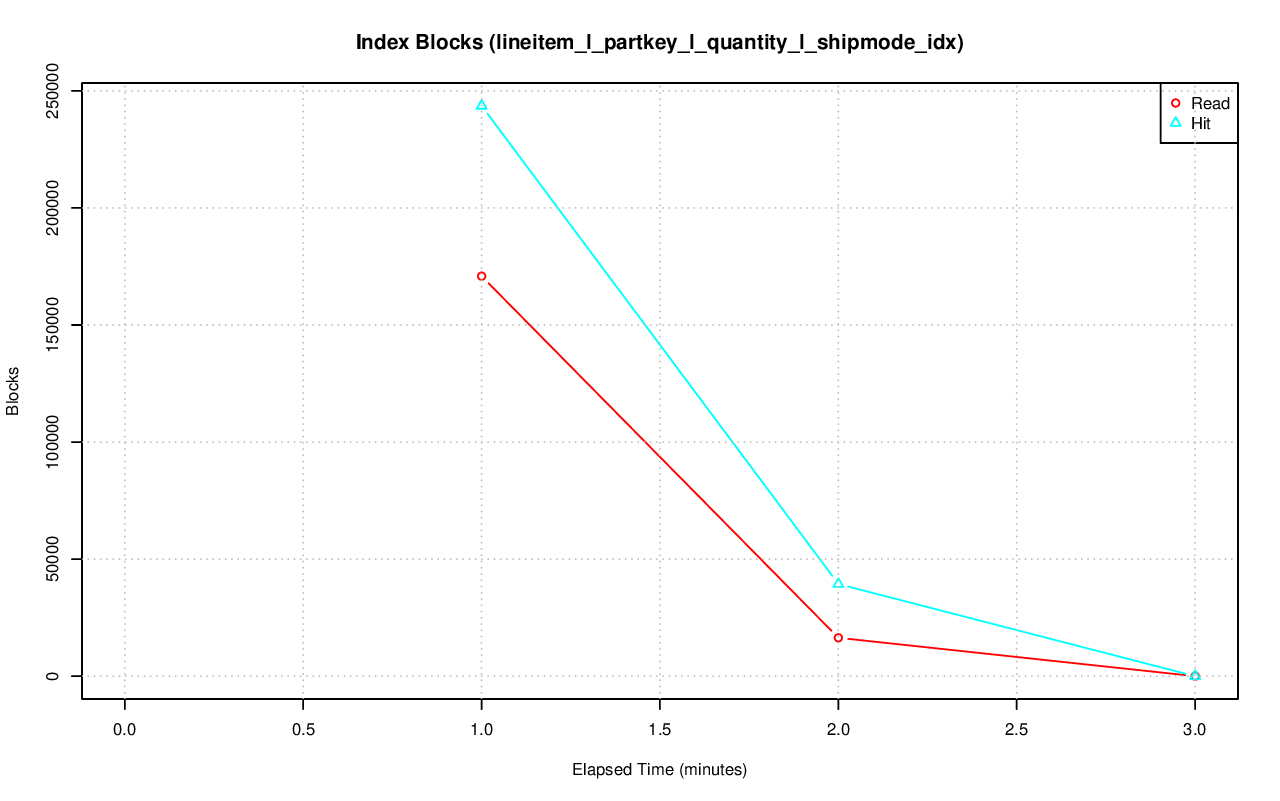 Index Blocks (lineitem_l_partkey_l_quantity_l_shipmode_idx)
250000
200000
150000
100000
50000
0
Blocks
Read
Hit
0.0 0.5 1.0 1.5 2.0 2.5 3.0
Elapsed Time (minutes)